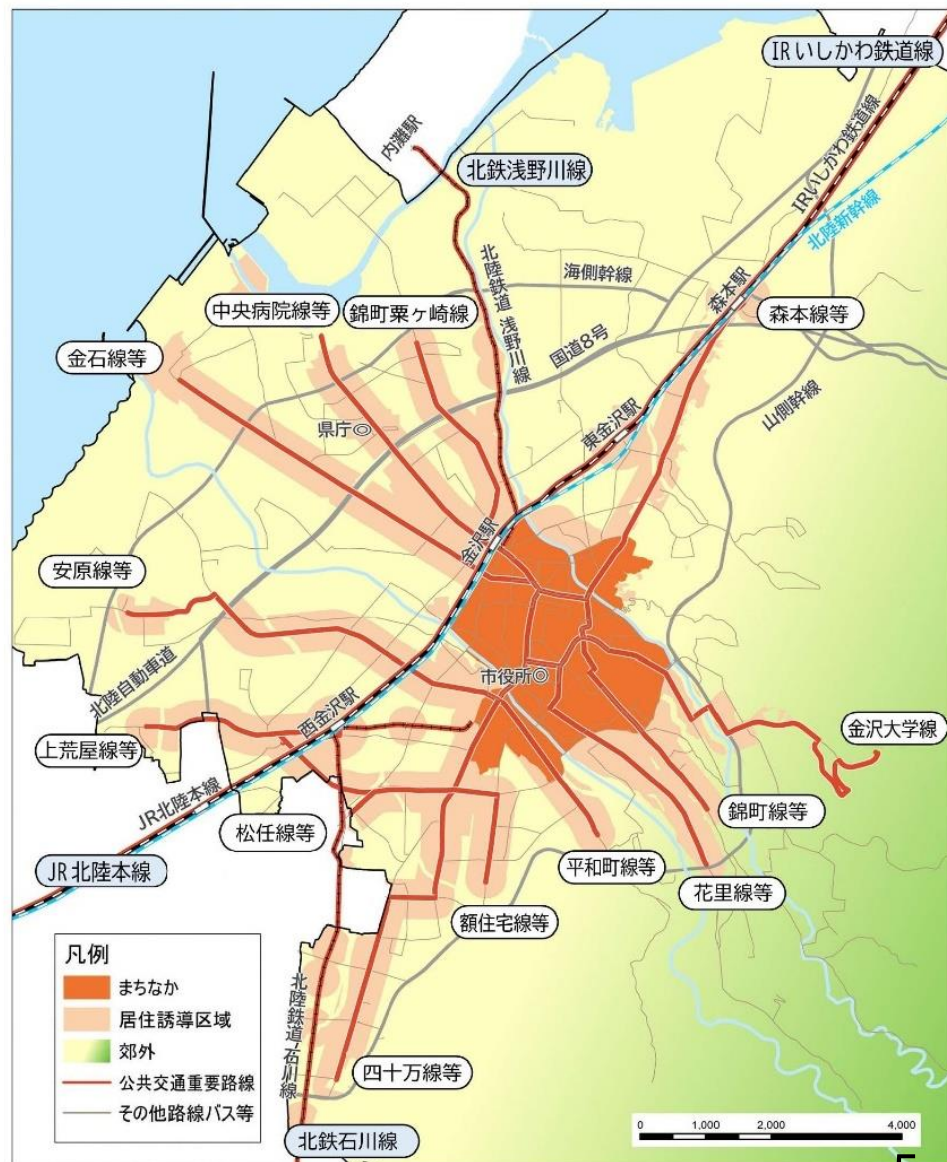 IRいしかわ鉄道線
内灘駅
北鉄浅野川線
IRいしかわ鉄道線
北陸新幹線
北陸鉄道 浅野川線
海側幹線
森本駅
中央病院線等
錦町粟ヶ崎線
森本線等
金石線等
国道8号
山側幹線
県庁◎
東金沢駅
金沢駅
安原線等
市役所◎
北陸自動車道
西金沢駅
金沢大学線
上荒屋線等
JR北陸本線
松任線等
錦町線等
平和町線等
JR北陸本線
花里線等
額住宅線等
凡例
まちなか
居住誘導区域
郊外
公共交通重要路線
その他路線バス等
北陸鉄道 石川線
四十万線等
北鉄石川線
0 1,000 2,000 4,000